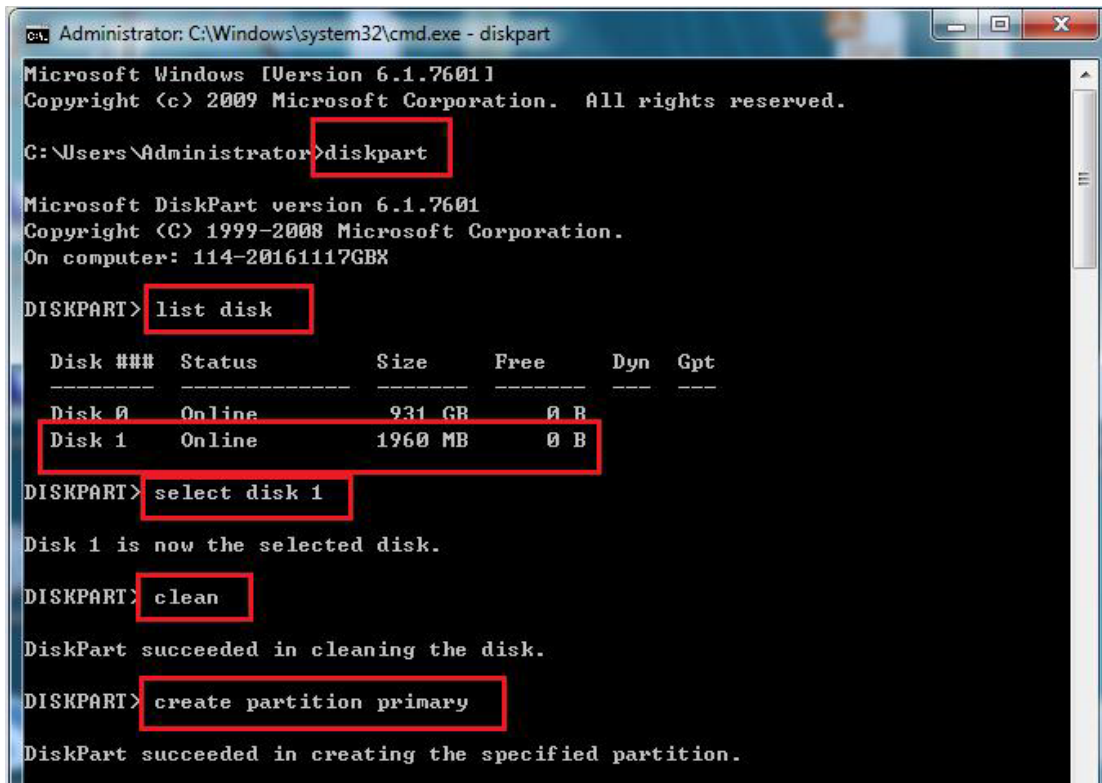 Administrator: C:\Windows\system32\cmd.exe - diskpart
Microsoft Windows [Version 6.1.7601]
Copyright (c) 2009 Microsoft Corporation.  All rights reserved.
C:\Users\Administrator>diskpart
Microsoft DiskPart version 6.1.7601
Copyright (C) 1999-2008 Microsoft Corporation.
On computer: 114-20161117GBX
DISKPART> list disk
Disk ###  Status         Size     Free     Dyn  Gpt
--------  -------------  -------  -------  ---  ---
Disk 0    Online          931 GB      0 B
Disk 1    Online         1960 MB      0 B
DISKPART> select disk 1
Disk 1 is now the selected disk.
DISKPART> clean
DiskPart succeeded in cleaning the disk.
DISKPART> create partition primary
DiskPart succeeded in creating the specified partition.